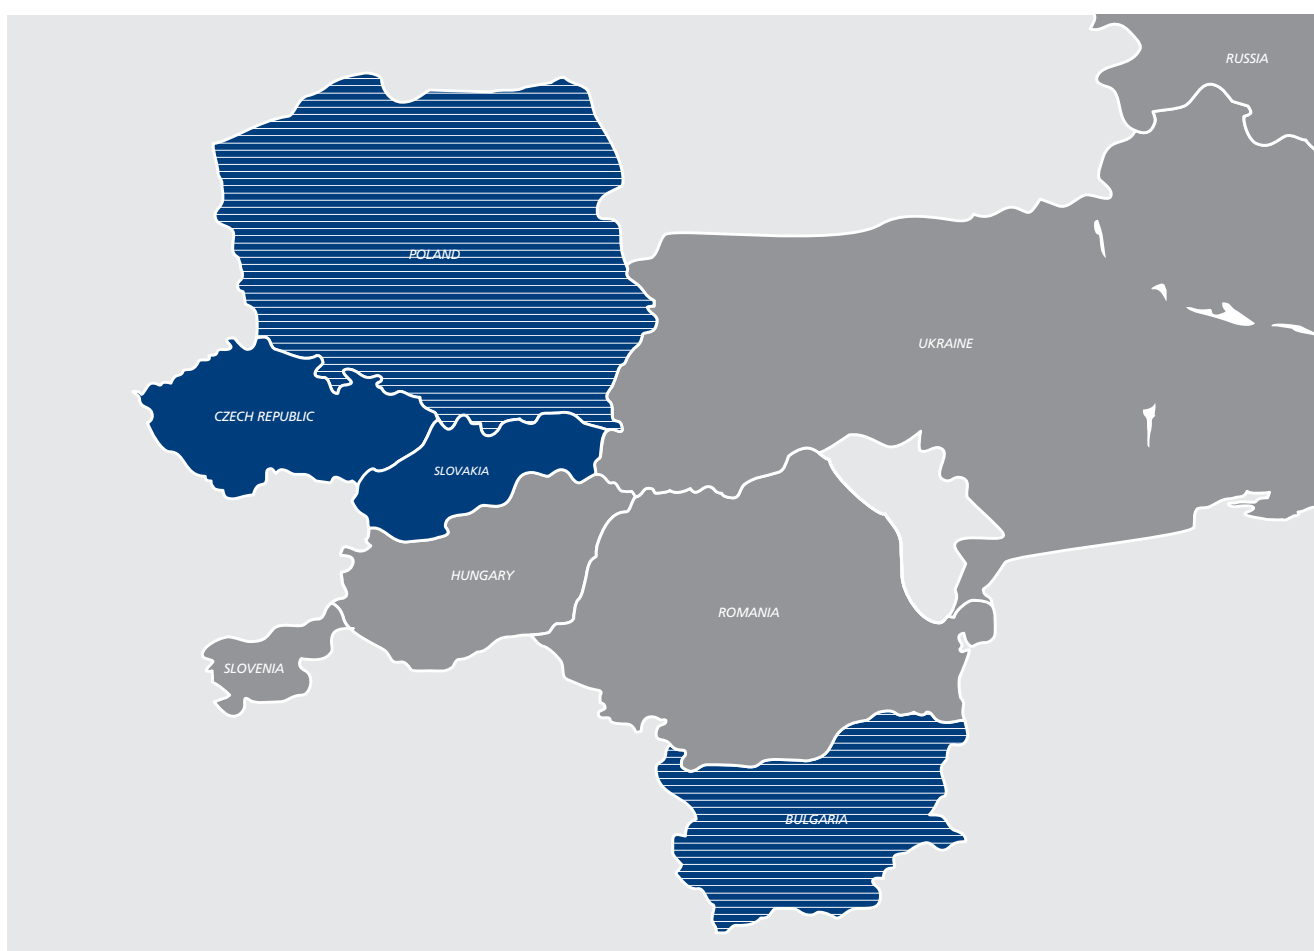 RUSSIA
POLAND
UKRAINE
CZECH REPUBLIC
SLOVAKIA
HUNGARY
ROMANIA
SLOVENIA
BULGARIA